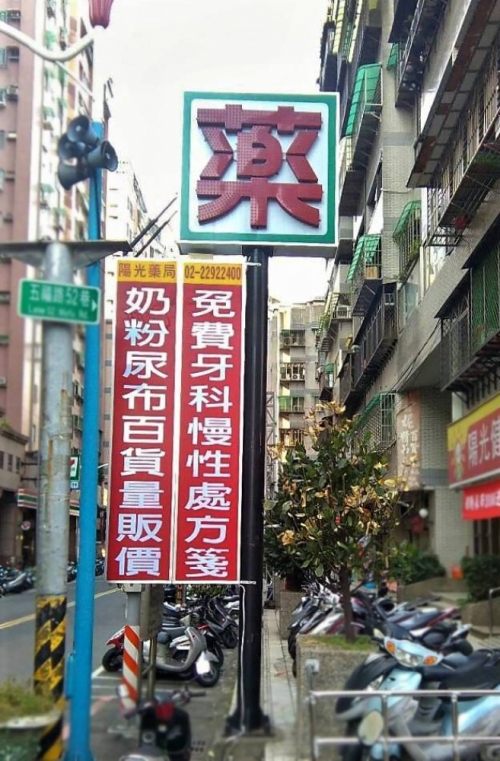 藥
陽光藥局
02-22922400
奶粉尿布百貨量販價
免費牙科慢性處方箋
五福路52巷
Lane 52 Wufu Rd.
陽光健